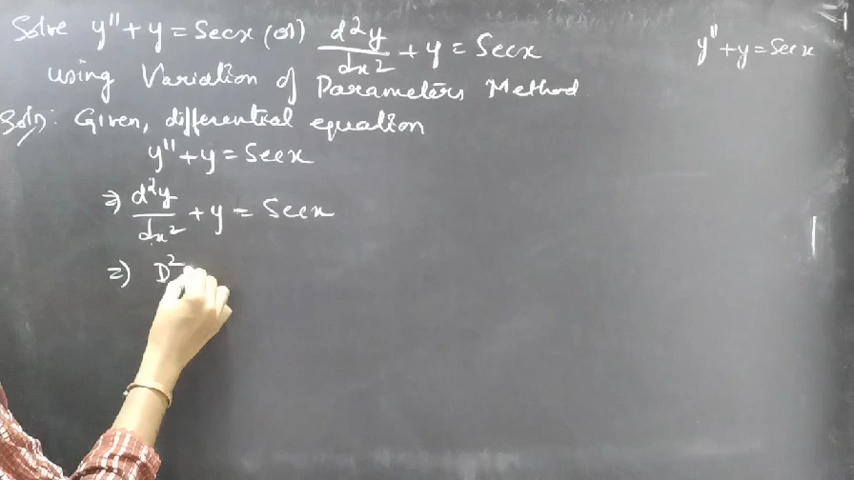 Solve y'' + y = Secx (or) d²y/dx² + y = Secx
using Variation of Parameters Method
y'' + y = Secx
Soln: Given, differential equation
y'' + y = Secx
⇒ d²y/dx² + y = Secx
⇒ D²